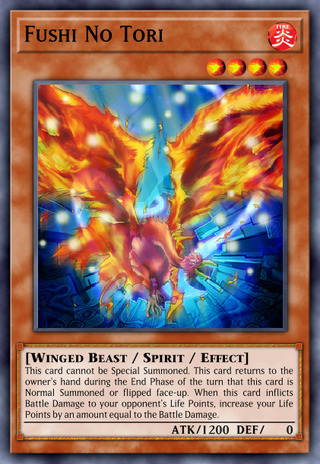 Fushi No Tori
FIRE
炎
[Winged Beast / Spirit / Effect]
This card cannot be Special Summoned. This card returns to the
owner's hand during the End Phase of the turn that this card is
Normal Summoned or flipped face-up. When this card inflicts
Battle Damage to your opponent's Life Points, increase your Life
Points by an amount equal to the Battle Damage.
ATK/1200 DEF/ 0